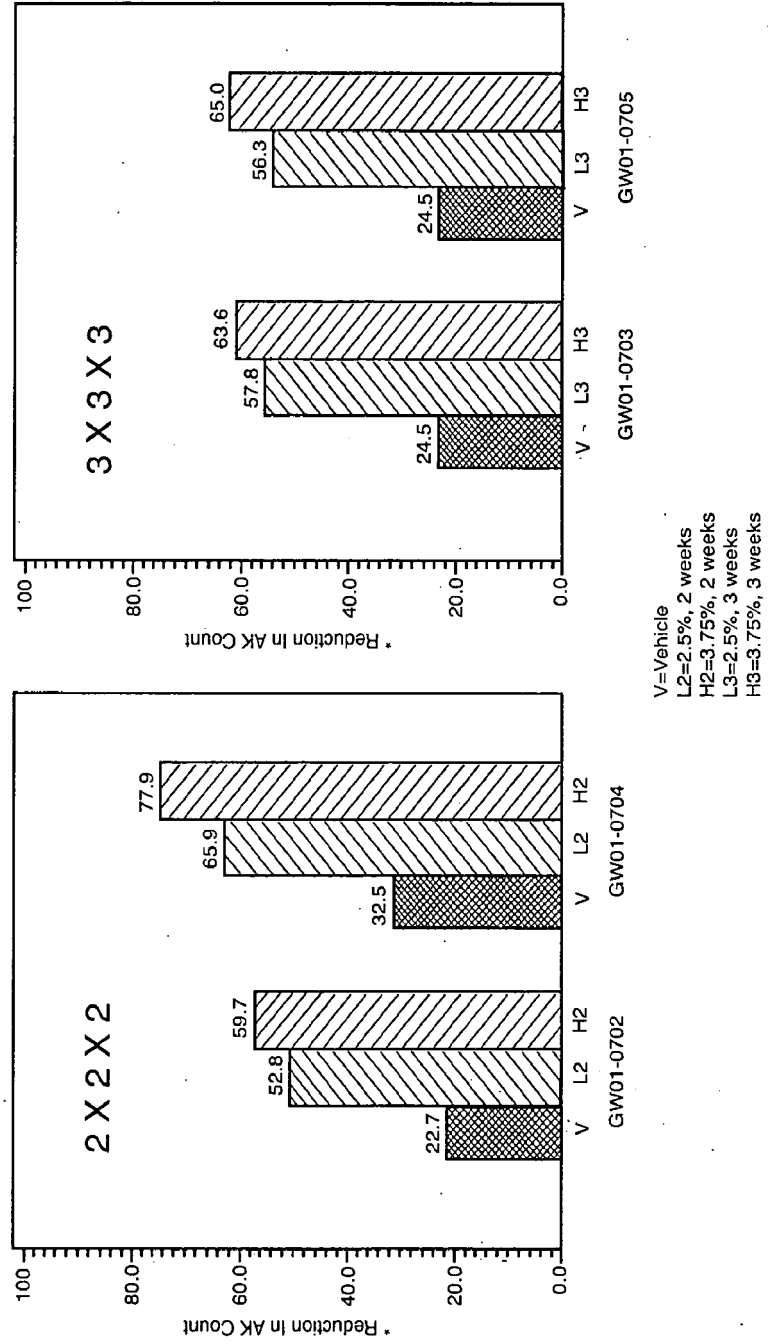 2 X 2 X 2
* Reduction In AK Count
100
80.0
60.0
40.0
20.0
0.0
22.7
52.8
59.7
32.5
65.9
77.9
V L2 H2 V L2 H2
GW01-0702 GW01-0704
3 X 3 X 3
* Reduction In AK Count
100
80.0
60.0
40.0
20.0
0.0
24.5
57.8
63.6
24.5
56.3
65.0
V L3 H3 V L3 H3
GW01-0703 GW01-0705
V=Vehicle
L2=2.5%, 2 weeks
H2=3.75%, 2 weeks
L3=2.5%, 3 weeks
H3=3.75%, 3 weeks